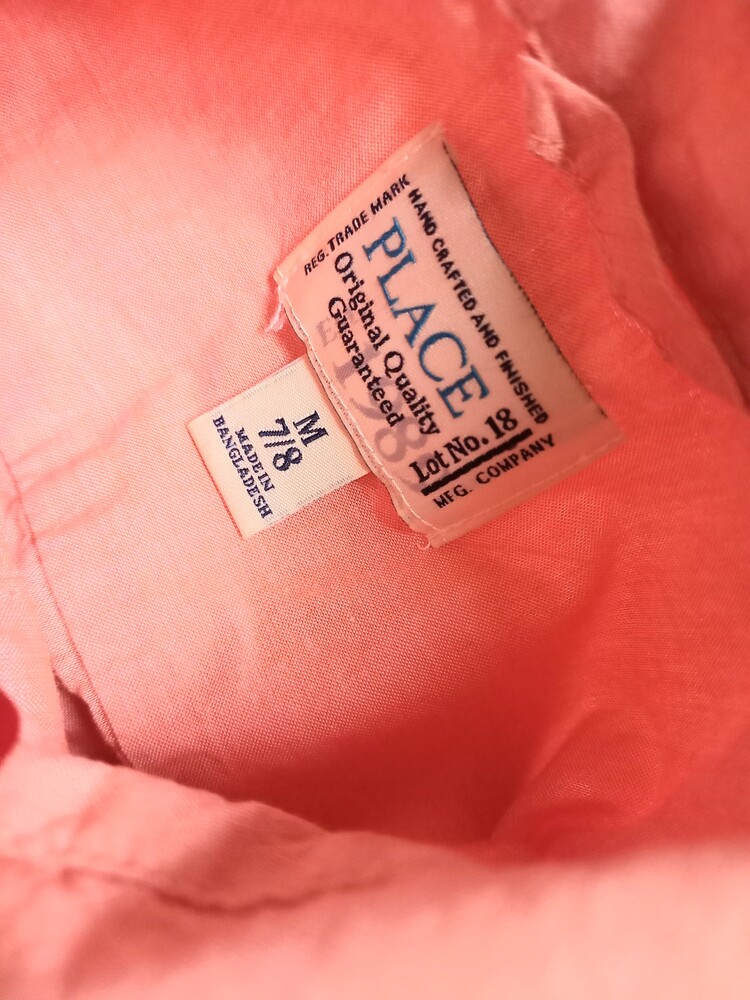 HAND CRAFTED AND FINISHED
REG. TRADE MARK
PLACE
Original Quality
Guaranteed
Lot No. 18
MFG. COMPANY
M
7/8
MADE IN
BANGLADESH